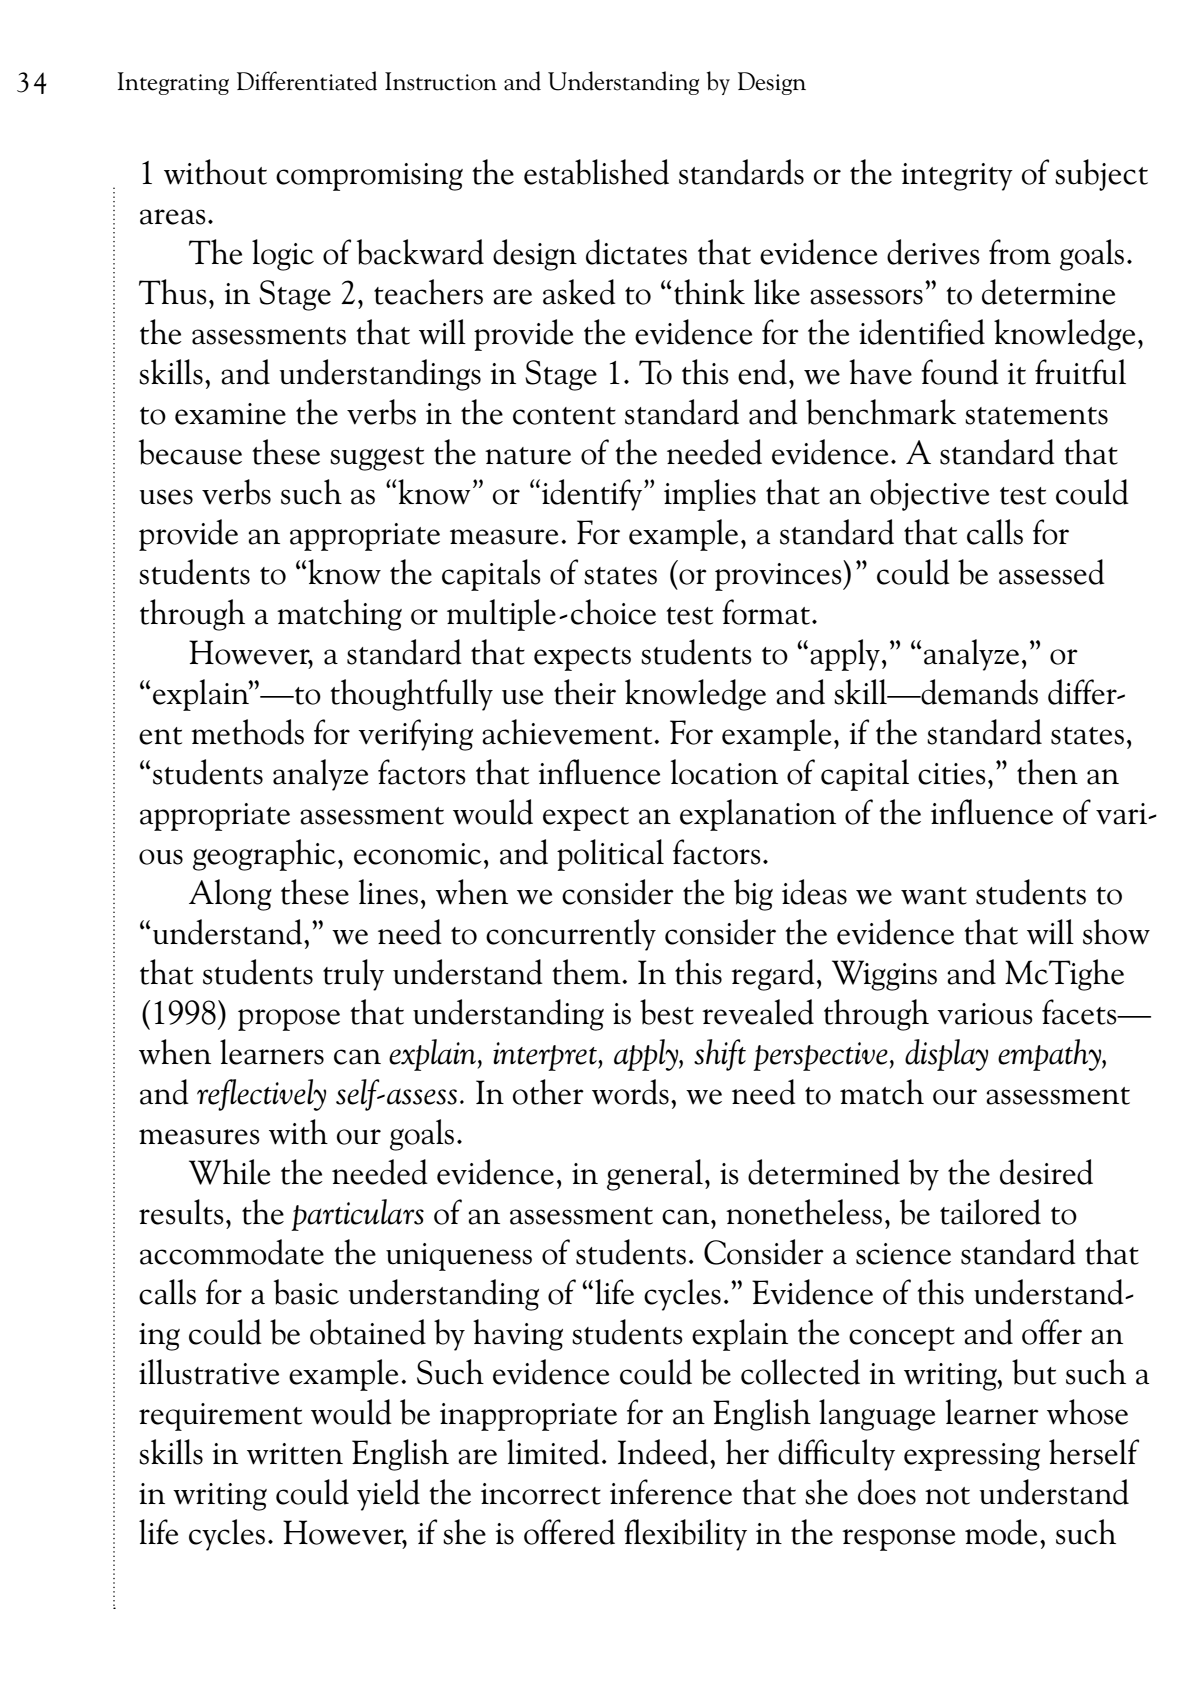 34 Integrating Differentiated Instruction and Understanding by Design
1 without compromising the established standards or the integrity of subject
areas.
The logic of backward design dictates that evidence derives from goals.
Thus, in Stage 2, teachers are asked to “think like assessors” to determine
the assessments that will provide the evidence for the identified knowledge,
skills, and understandings in Stage 1. To this end, we have found it fruitful
to examine the verbs in the content standard and benchmark statements
because these suggest the nature of the needed evidence. A standard that
uses verbs such as “know” or “identify” implies that an objective test could
provide an appropriate measure. For example, a standard that calls for
students to “know the capitals of states (or provinces)” could be assessed
through a matching or multiple-choice test format.
However, a standard that expects students to “apply,” “analyze,” or
“explain”—to thoughtfully use their knowledge and skill—demands differ-
ent methods for verifying achievement. For example, if the standard states,
“students analyze factors that influence location of capital cities,” then an
appropriate assessment would expect an explanation of the influence of vari-
ous geographic, economic, and political factors.
Along these lines, when we consider the big ideas we want students to
“understand,” we need to concurrently consider the evidence that will show
that students truly understand them. In this regard, Wiggins and McTighe
(1998) propose that understanding is best revealed through various facets—
when learners can explain, interpret, apply, shift perspective, display empathy,
and reflectively self-assess. In other words, we need to match our assessment
measures with our goals.
While the needed evidence, in general, is determined by the desired
results, the particulars of an assessment can, nonetheless, be tailored to
accommodate the uniqueness of students. Consider a science standard that
calls for a basic understanding of “life cycles.” Evidence of this understand-
ing could be obtained by having students explain the concept and offer an
illustrative example. Such evidence could be collected in writing, but such a
requirement would be inappropriate for an English language learner whose
skills in written English are limited. Indeed, her difficulty expressing herself
in writing could yield the incorrect inference that she does not understand
life cycles. However, if she is offered flexibility in the response mode, such